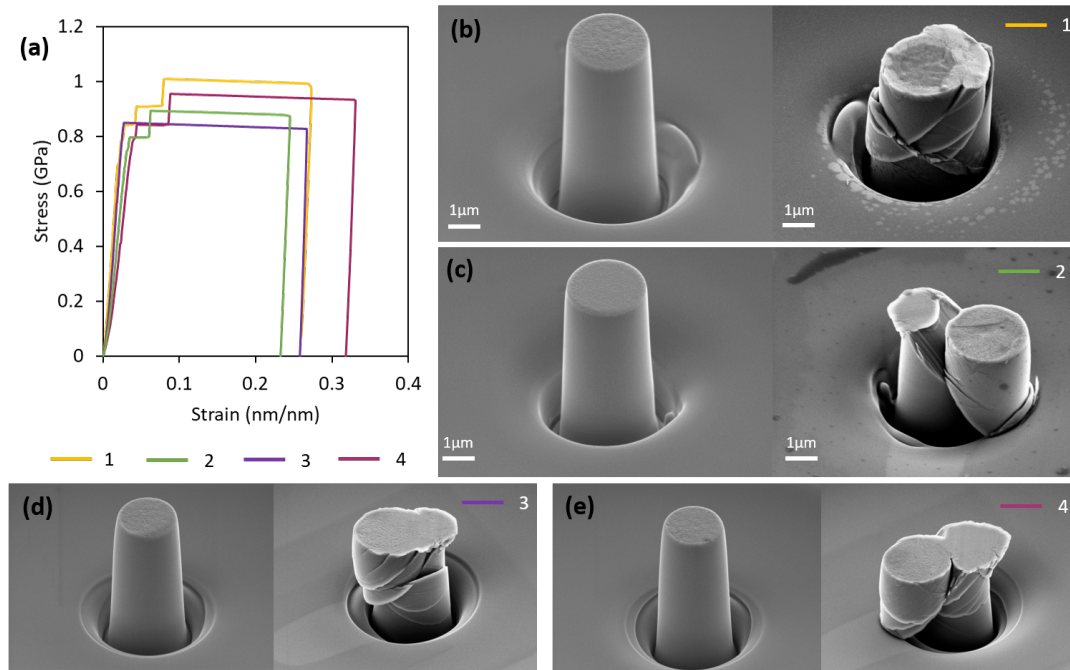 (a)
Stress (GPa)
1.2
1
0.8
0.6
0.4
0.2
0
0 0.1 0.2 0.3 0.4
Strain (nm/nm)
1 2 3 4
(b)
1
1μm
1μm
(c)
2
1μm
1μm
(d)
3
(e)
4